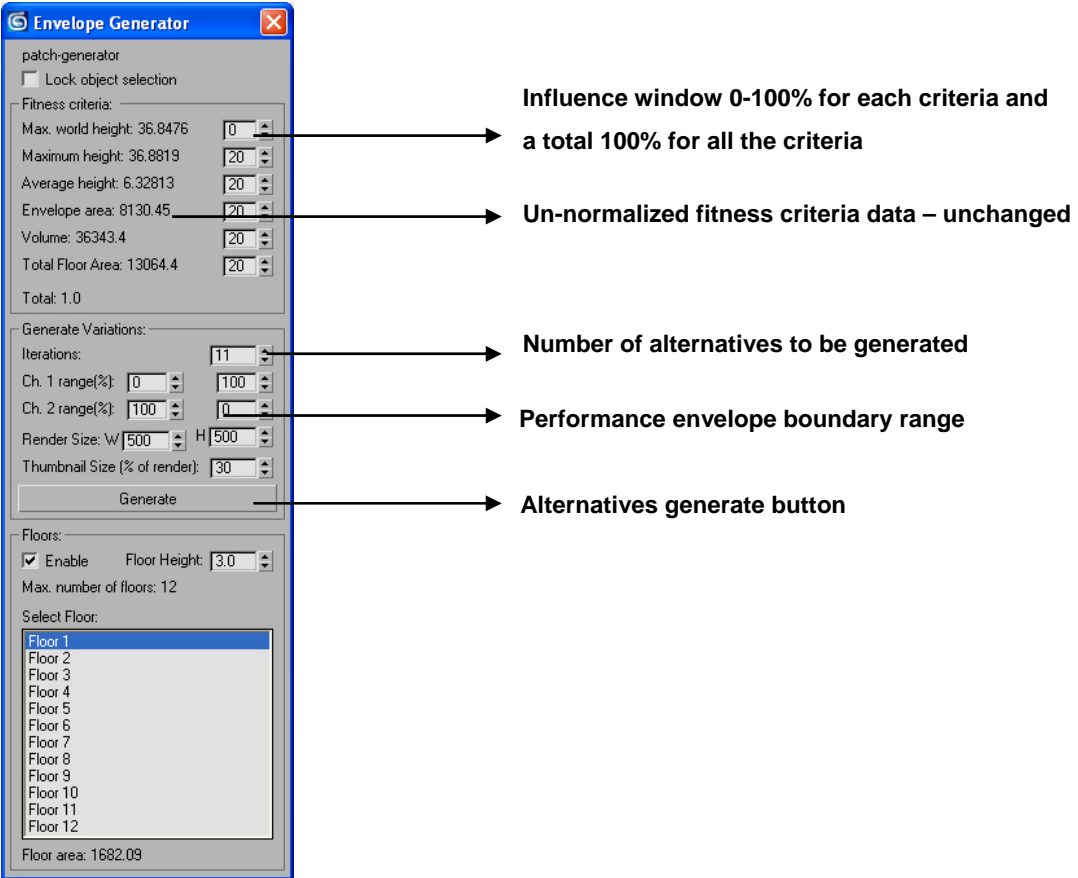 Envelope Generator
patch-generator
Lock object selection
Fitness criteria:
Max. world height: 36.8476 0
Maximum height: 36.8819 20
Average height: 6.32813 20
Envelope area: 8130.45 20
Volume: 36343.4 20
Total Floor Area: 13064.4 20
Total: 1.0
Generate Variations:
Iterations: 11
Ch. 1 range(%): 0 100
Ch. 2 range(%): 100 0
Render Size: W 500 H 500
Thumbnail Size (% of render): 30
Generate
Floors:
Enable Floor Height: 3.0
Max. number of floors: 12
Select Floor:
Floor 1
Floor 2
Floor 3
Floor 4
Floor 5
Floor 6
Floor 7
Floor 8
Floor 9
Floor 10
Floor 11
Floor 12
Floor area: 1682.09
Influence window 0-100% for each criteria and
a total 100% for all the criteria
Un-normalized fitness criteria data – unchanged
Number of alternatives to be generated
Performance envelope boundary range
Alternatives generate button